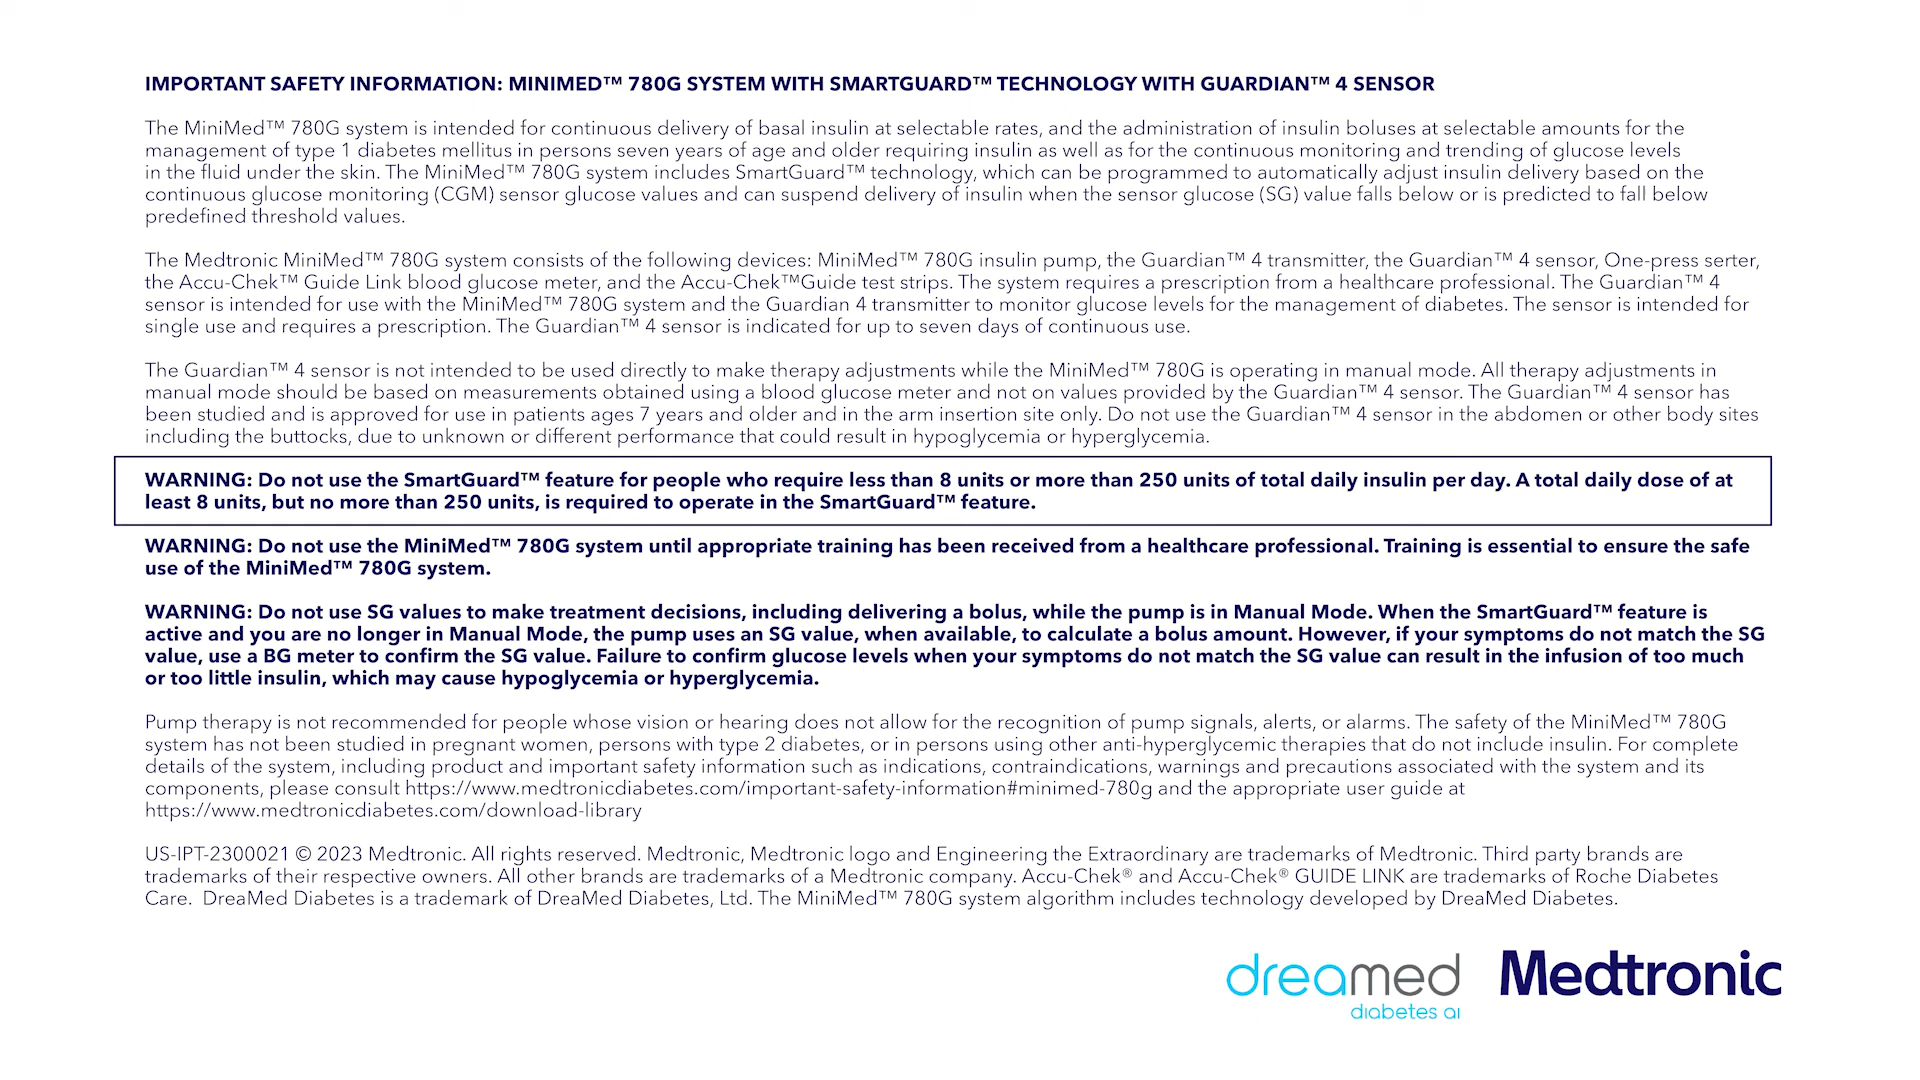 IMPORTANT SAFETY INFORMATION: MINIMED™ 780G SYSTEM WITH SMARTGUARD™ TECHNOLOGY WITH GUARDIAN™ 4 SENSOR
The MiniMed™ 780G system is intended for continuous delivery of basal insulin at selectable rates, and the administration of insulin boluses at selectable amounts for the
management of type 1 diabetes mellitus in persons seven years of age and older requiring insulin as well as for the continuous monitoring and trending of glucose levels
in the fluid under the skin. The MiniMed™ 780G system includes SmartGuard™ technology, which can be programmed to automatically adjust insulin delivery based on the
continuous glucose monitoring (CGM) sensor glucose values and can suspend delivery of insulin when the sensor glucose (SG) value falls below or is predicted to fall below
predefined threshold values.
The Medtronic MiniMed™ 780G system consists of the following devices: MiniMed™ 780G insulin pump, the Guardian™ 4 transmitter, the Guardian™ 4 sensor, One-press serter,
the Accu-Chek™ Guide Link blood glucose meter, and the Accu-Chek™Guide test strips. The system requires a prescription from a healthcare professional. The Guardian™ 4
sensor is intended for use with the MiniMed™ 780G system and the Guardian 4 transmitter to monitor glucose levels for the management of diabetes. The sensor is intended for
single use and requires a prescription. The Guardian™ 4 sensor is indicated for up to seven days of continuous use.
The Guardian™ 4 sensor is not intended to be used directly to make therapy adjustments while the MiniMed™ 780G is operating in manual mode. All therapy adjustments in
manual mode should be based on measurements obtained using a blood glucose meter and not on values provided by the Guardian™ 4 sensor. The Guardian™ 4 sensor has
been studied and is approved for use in patients ages 7 years and older and in the arm insertion site only. Do not use the Guardian™ 4 sensor in the abdomen or other body sites
including the buttocks, due to unknown or different performance that could result in hypoglycemia or hyperglycemia.
WARNING: Do not use the SmartGuard™ feature for people who require less than 8 units or more than 250 units of total daily insulin per day. A total daily dose of at
least 8 units, but no more than 250 units, is required to operate in the SmartGuard™ feature.
WARNING: Do not use the MiniMed™ 780G system until appropriate training has been received from a healthcare professional. Training is essential to ensure the safe
use of the MiniMed™ 780G system.
WARNING: Do not use SG values to make treatment decisions, including delivering a bolus, while the pump is in Manual Mode. When the SmartGuard™ feature is
active and you are no longer in Manual Mode, the pump uses an SG value, when available, to calculate a bolus amount. However, if your symptoms do not match the SG
value, use a BG meter to confirm the SG value. Failure to confirm glucose levels when your symptoms do not match the SG value can result in the infusion of too much
or too little insulin, which may cause hypoglycemia or hyperglycemia.
Pump therapy is not recommended for people whose vision or hearing does not allow for the recognition of pump signals, alerts, or alarms. The safety of the MiniMed™ 780G
system has not been studied in pregnant women, persons with type 2 diabetes, or in persons using other anti-hyperglycemic therapies that do not include insulin. For complete
details of the system, including product and important safety information such as indications, contraindications, warnings and precautions associated with the system and its
components, please consult https://www.medtronicdiabetes.com/important-safety-information#minimed-780g and the appropriate user guide at
https://www.medtronicdiabetes.com/download-library
US-IPT-2300021 © 2023 Medtronic. All rights reserved. Medtronic, Medtronic logo and Engineering the Extraordinary are trademarks of Medtronic. Third party brands are
trademarks of their respective owners. All other brands are trademarks of a Medtronic company. Accu-Chek® and Accu-Chek® GUIDE LINK are trademarks of Roche Diabetes
Care. DreaMed Diabetes is a trademark of DreaMed Diabetes, Ltd. The MiniMed™ 780G system algorithm includes technology developed by DreaMed Diabetes.
dreamed
diabetes ai
Medtronic